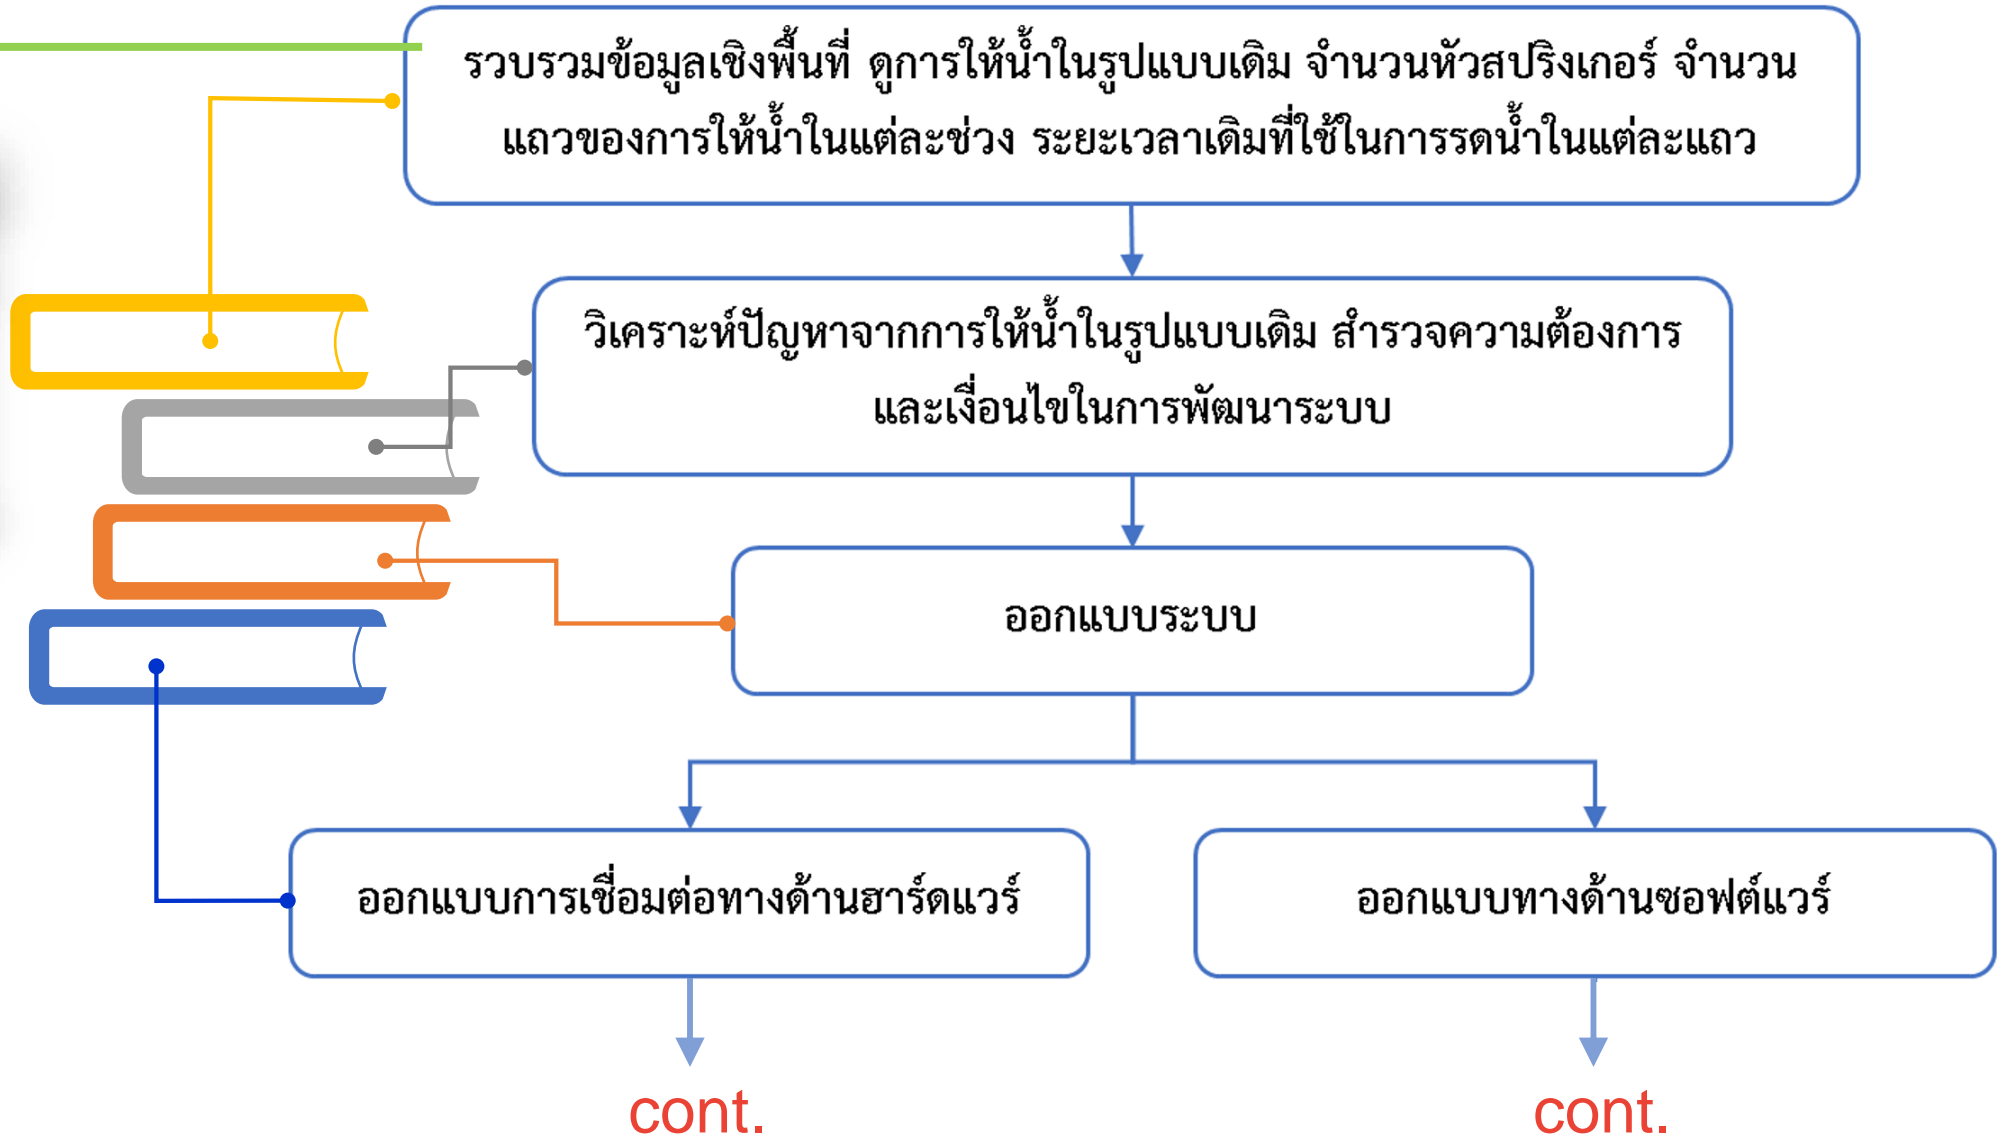 รวบรวมข้อมูลเชิงพื้นที่ ดูการให้น้ำในรูปแบบเดิม จำนวนหัวสปริงเกอร์ จำนวน
แถวของการให้น้ำในแต่ละช่วง ระยะเวลาเดิมที่ใช้ในการรดน้ำในแต่ละแถว
วิเคราะห์ปัญหาจากการให้น้ำในรูปแบบเดิม สำรวจความต้องการ
และเงื่อนไขในการพัฒนาระบบ
ออกแบบระบบ
ออกแบบการเชื่อมต่อทางด้านฮาร์ดแวร์
ออกแบบทางด้านซอฟต์แวร์
cont.
cont.